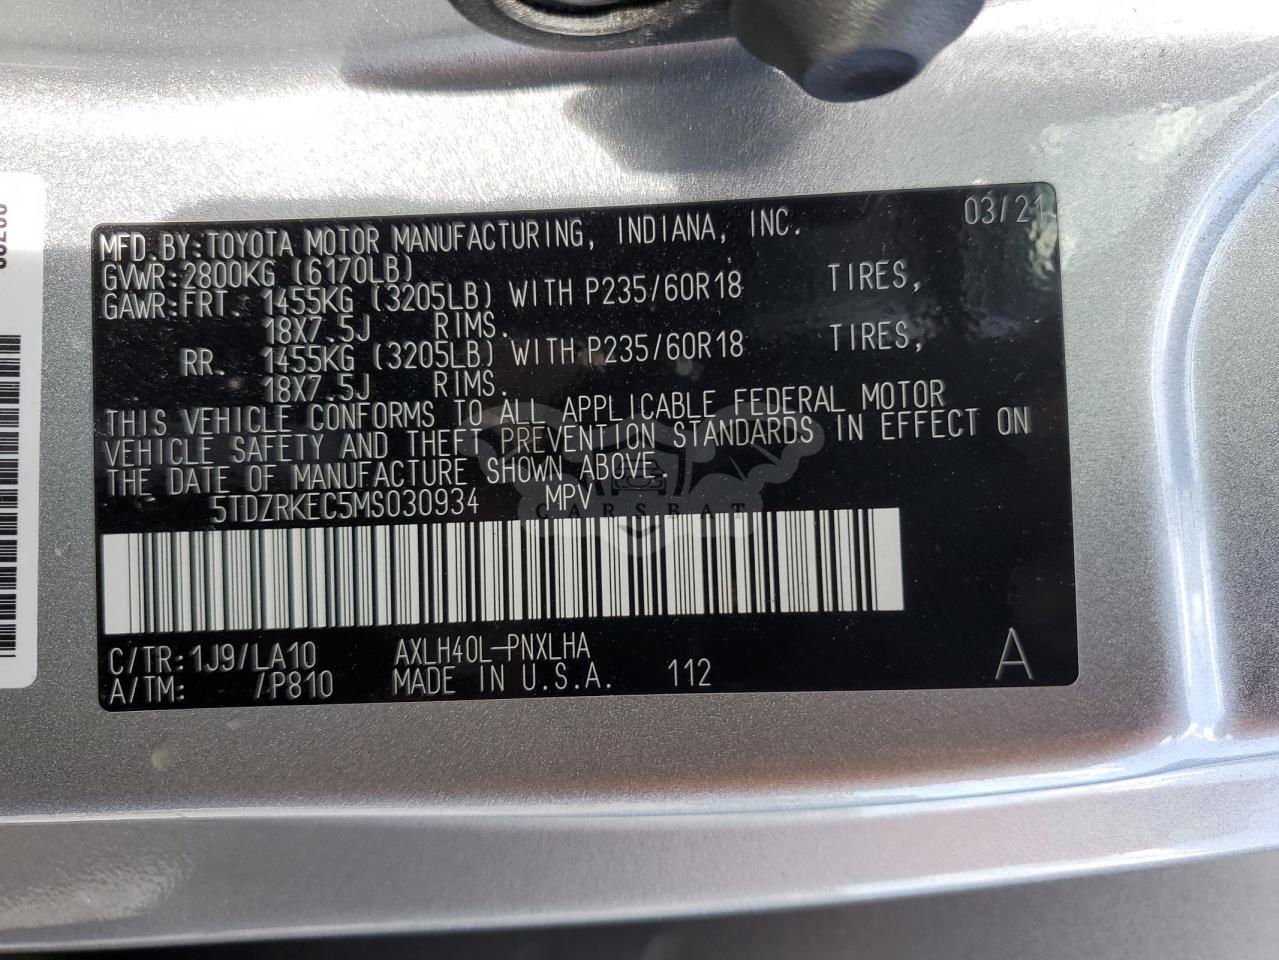 MFD.BY:TOYOTA MOTOR MANUFACTURING, INDIANA, INC. 03/21
GVWR:2800KG (6170LB)
GAWR:FRT. 1455KG (3205LB) WITH P235/60R18 TIRES,
18X7.5J RIMS.
RR. 1455KG (3205LB) WITH P235/60R18 TIRES,
18X7.5J RIMS.
THIS VEHICLE CONFORMS TO ALL APPLICABLE FEDERAL MOTOR
VEHICLE SAFETY AND THEFT PREVENTION STANDARDS IN EFFECT ON
THE DATE OF MANUFACTURE SHOWN ABOVE.
5TDZRKEC5MS030934 MPV
CARSBAT
C/TR:1J9/LA10 AXLH40L-PNXLHA
A/TM: /P810 MADE IN U.S.A. 112 A